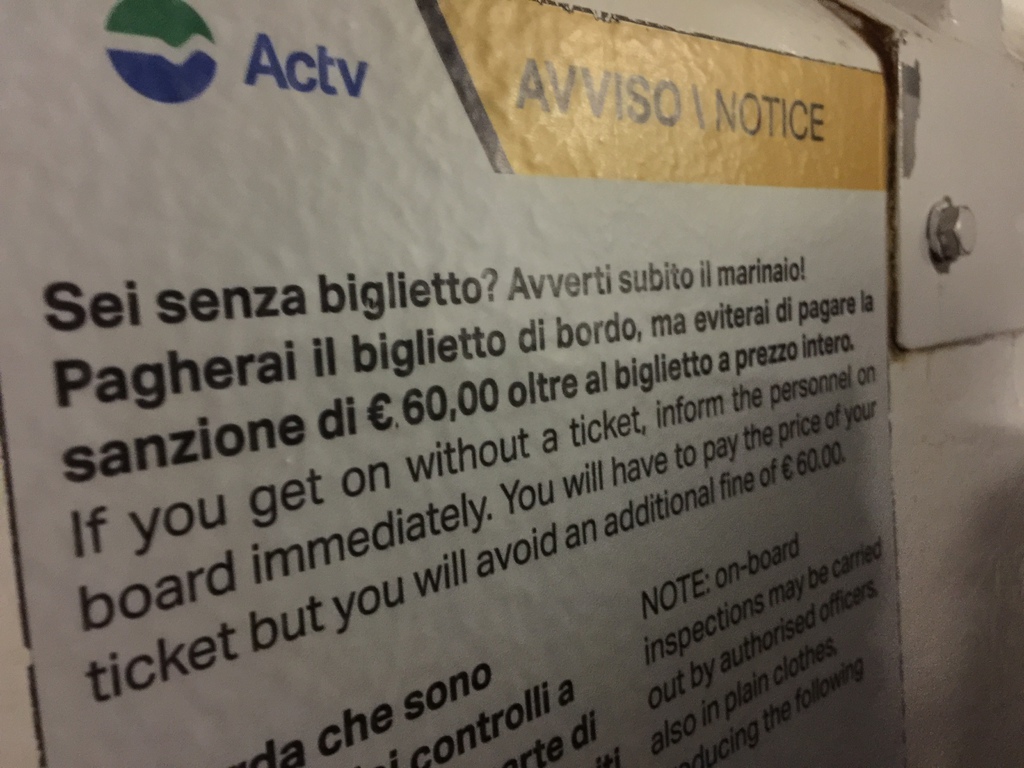 Actv
AVVISO \ NOTICE
Sei senza biglietto? Avverti subito il marinaio!
Pagherai il biglietto di bordo, ma eviterai di pagare la
sanzione di €.60,00 oltre al biglietto a prezzo intero.
If you get on without a ticket, inform the personnel on
board immediately. You will have to pay the price of your
ticket but you will avoid an additional fine of € 60.00.
che sono
controlli a
di
NOTE: on-board
inspections may be carried
out by authorised officers,
also in plain clothes,
the following